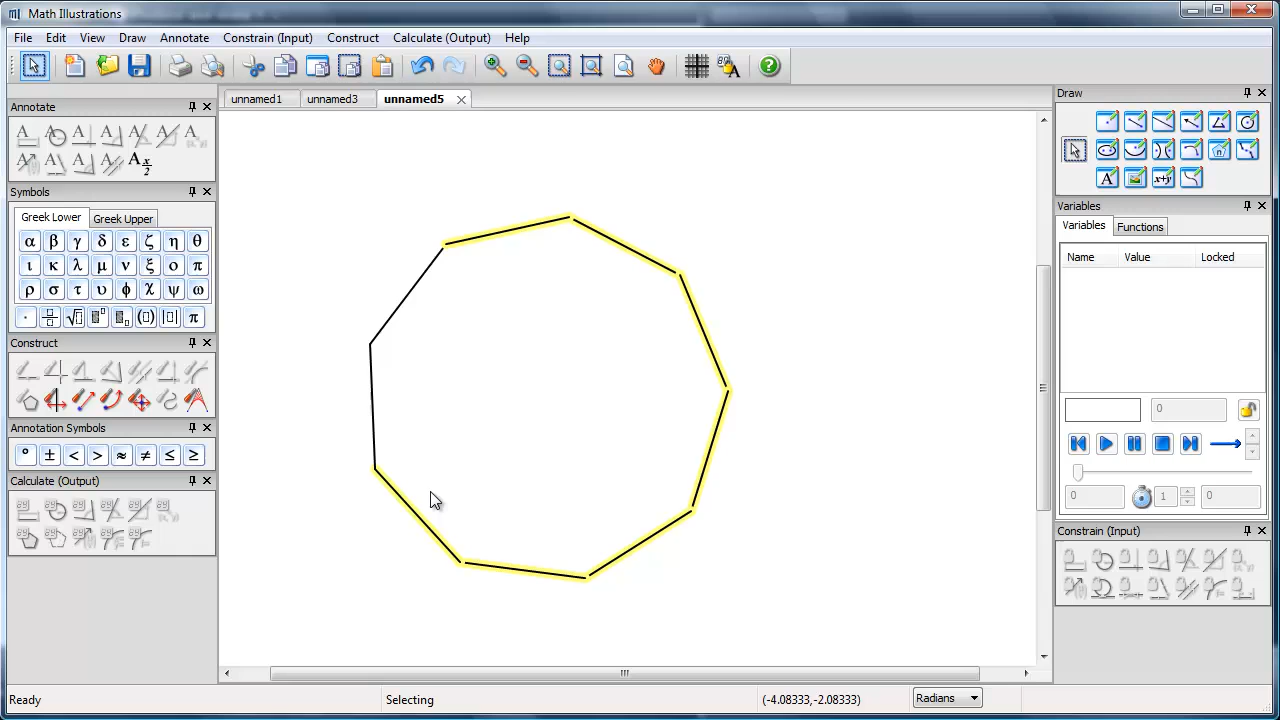 Math Illustrations
File Edit View Draw Annotate Constrain (Input) Construct Calculate (Output) Help
unnamed1 unnamed3 unnamed5
Annotate
Symbols
Greek Lower Greek Upper
α β γ δ ε ζ η θ
ι κ λ μ ν ξ ο π
ρ σ τ υ φ χ ψ ω
π
Construct
Annotation Symbols
° ± < > ≈ ≠ ≤ ≥
Calculate (Output)
Draw
Variables
Variables Functions
Name Value Locked
0
0 1 0
Constrain (Input)
Ready Selecting (-4.08333,-2.08333) Radians